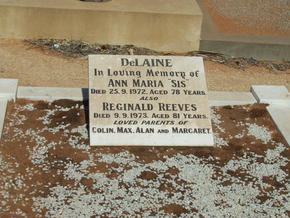 DeLAINE
In Loving Memory of
ANN MARIA "SIS"
DIED 25.9.1972. AGED 78 YEARS
ALSO
REGINALD REEVES
DIED 9.9.1973. AGED 81 YEARS.
LOVED PARENTS OF
COLIN, MAX, ALAN AND MARGARET.